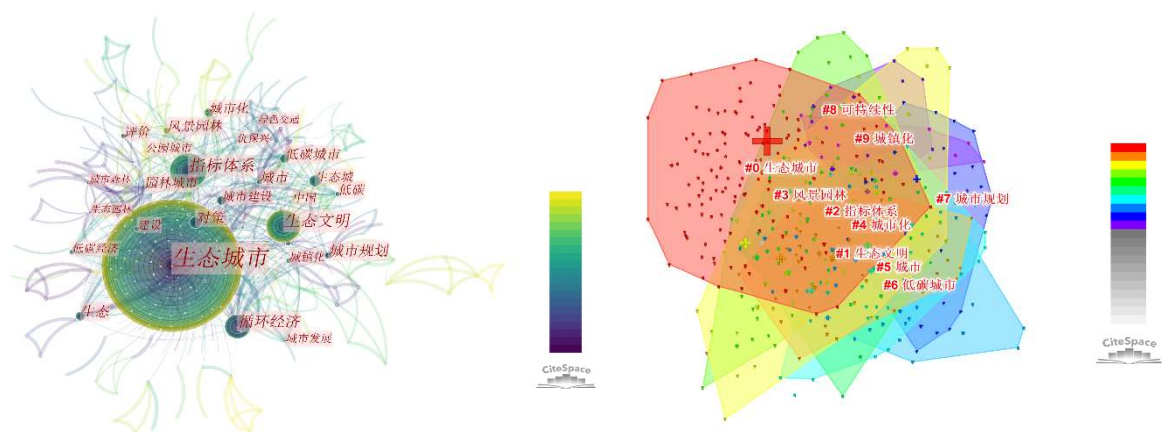 城市化
绿色交通
评价
风景园林
仇保兴
公园城市
指标体系
低碳城市
城市森林
园林城市
城市
生态城
低碳
城市建设
中国
生态园林
建设
对策
生态文明
低碳经济
生态城市
城镇化
城市规划
生态
循环经济
城市发展
CiteSpace
#8 可持续性
#9 城镇化
#0 生态城市
#3 风景园林
#7 城市规划
#2 指标体系
#4 城市化
#1 生态文明
#5 城市
#6 低碳城市
CiteSpace